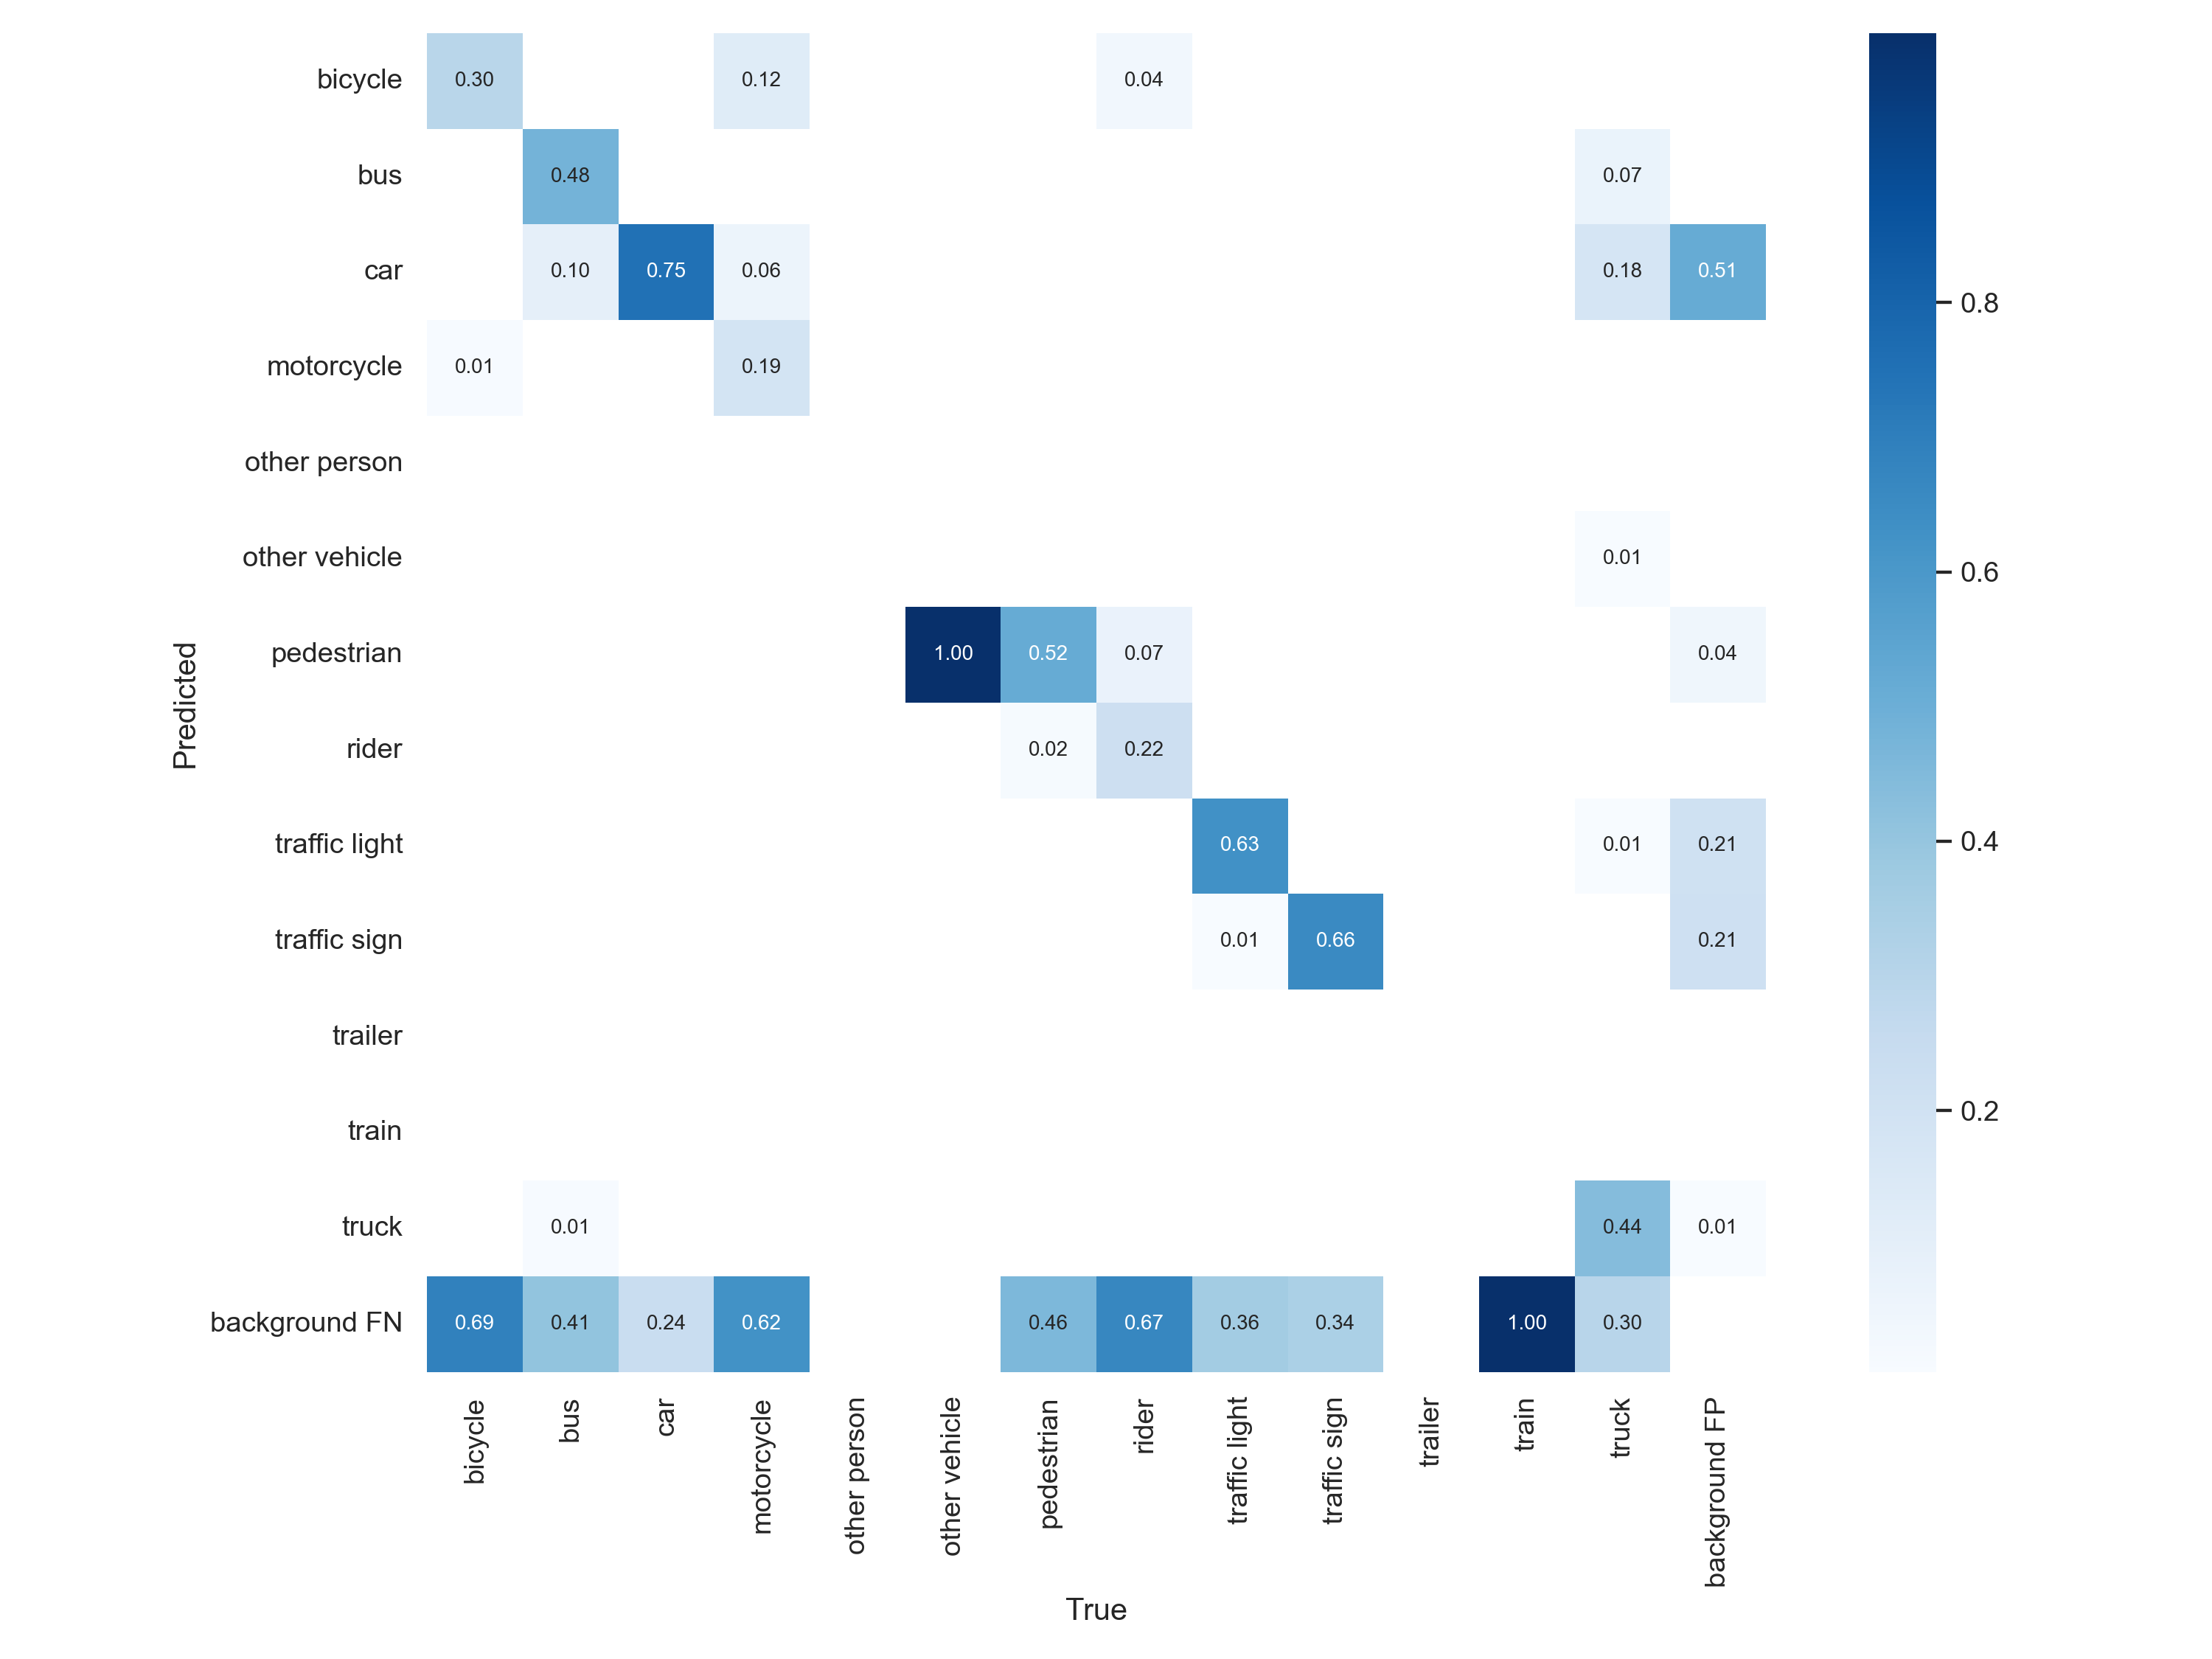 bicycle 0.30 0.12 0.04
bus 0.48 0.07
car 0.10 0.75 0.06 0.18 0.51
0.8
motorcycle 0.01 0.19
other person
other vehicle 0.01
0.6
Predicted
pedestrian 1.00 0.52 0.07 0.04
rider 0.02 0.22
traffic light 0.63 0.01 0.21
0.4
traffic sign 0.01 0.66 0.21
trailer
train
0.2
truck 0.01 0.44 0.01
background FN 0.69 0.41 0.24 0.62 0.46 0.67 0.36 0.34 1.00 0.30
bicycle
bus
car
motorcycle
other person
other vehicle
pedestrian
rider
traffic light
traffic sign
trailer
train
truck
background FP
True